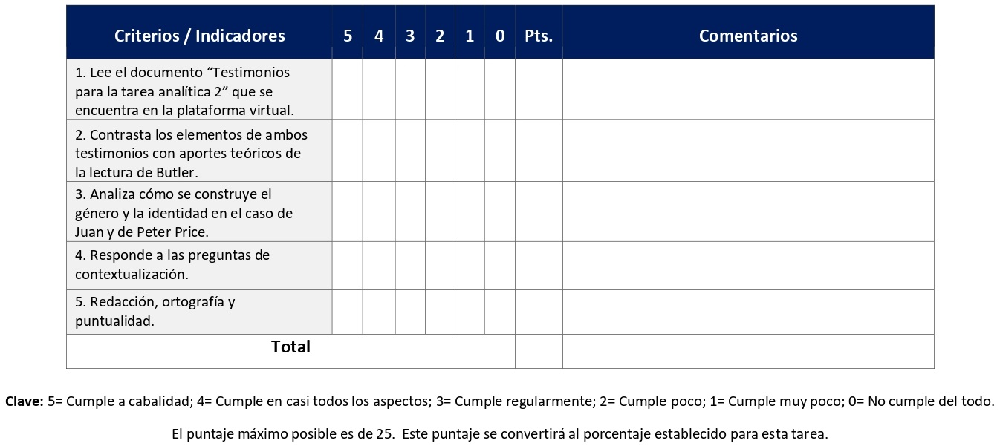 Criterios / Indicadores 5 4 3 2 1 0 Pts. Comentarios
1. Lee el documento “Testimonios
para la tarea analítica 2” que se
encuentra en la plataforma virtual.
2. Contrasta los elementos de ambos
testimonios con aportes teóricos de
la lectura de Butler.
3. Analiza cómo se construye el
género y la identidad en el caso de
Juan y de Peter Price.
4. Responde a las preguntas de
contextualización.
5. Redacción, ortografía y
puntualidad.
Total
Clave: 5= Cumple a cabalidad; 4= Cumple en casi todos los aspectos; 3= Cumple regularmente; 2= Cumple poco; 1= Cumple muy poco; 0= No cumple del todo.
El puntaje máximo posible es de 25. Este puntaje se convertirá al porcentaje establecido para esta tarea.